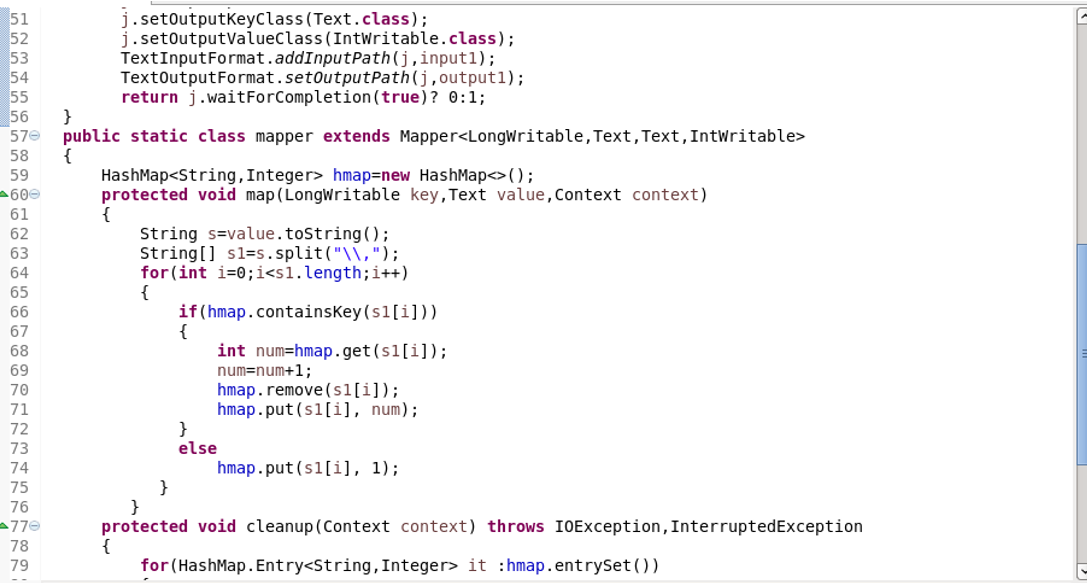 51 j.setOutputKeyClass(Text.class);
52 j.setOutputValueClass(IntWritable.class);
53 TextInputFormat.addInputPath(j,input1);
54 TextOutputFormat.setOutputPath(j,output1);
55 return j.waitForCompletion(true)? 0:1;
56 }
57 public static class mapper extends Mapper<LongWritable,Text,Text,IntWritable>
58 {
59 HashMap<String,Integer> hmap=new HashMap<>();
60 protected void map(LongWritable key,Text value,Context context)
61 {
62 String s=value.toString();
63 String[] s1=s.split("\\,");
64 for(int i=0;i<s1.length;i++)
65 {
66 if(hmap.containsKey(s1[i]))
67 {
68 int num=hmap.get(s1[i]);
69 num=num+1;
70 hmap.remove(s1[i]);
71 hmap.put(s1[i], num);
72 }
73 else
74 hmap.put(s1[i], 1);
75 }
76 }
77 protected void cleanup(Context context) throws IOException,InterruptedException
78 {
79 for(HashMap.Entry<String,Integer> it :hmap.entrySet())